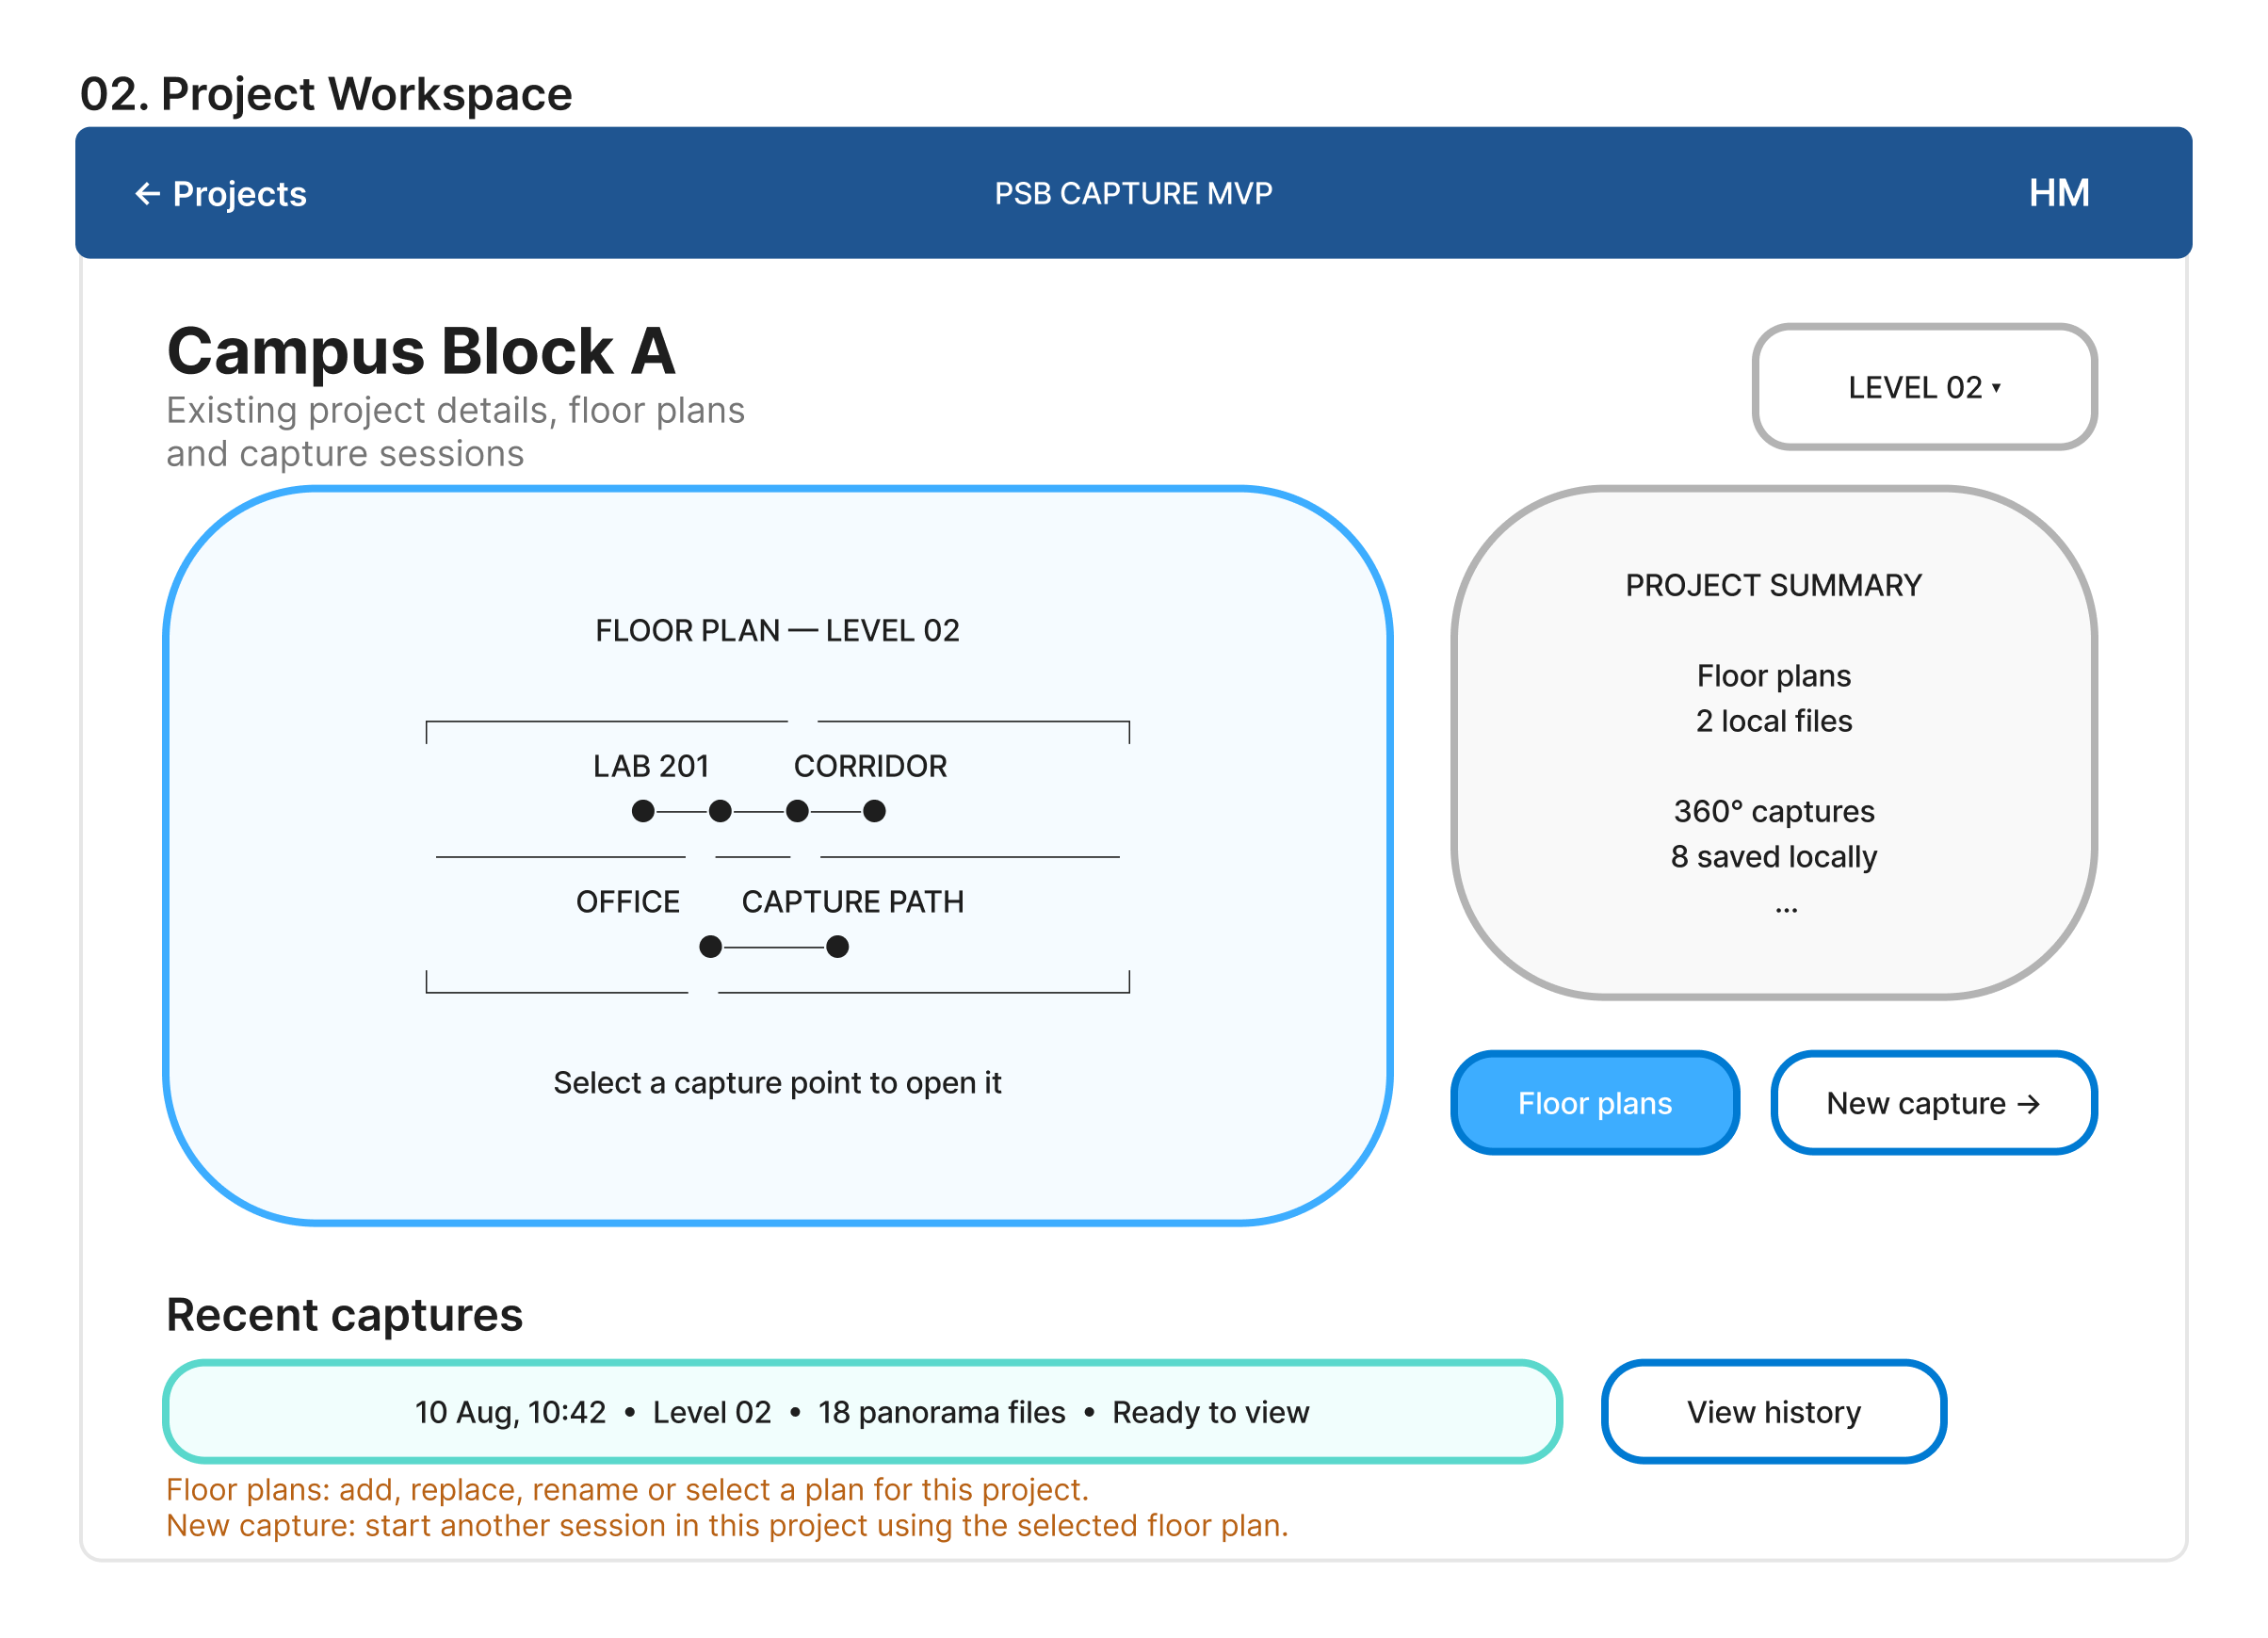 02. Project Workspace
← Projects
PSB CAPTURE MVP
HM
Campus Block A
Existing project details, floor plans
and capture sessions
LEVEL 02 ▾
FLOOR PLAN — LEVEL 02
LAB 201 CORRIDOR
OFFICE CAPTURE PATH
Select a capture point to open it
PROJECT SUMMARY
Floor plans
2 local files
360° captures
8 saved locally
...
Floor plans
New capture →
Recent captures
10 Aug, 10:42 • Level 02 • 18 panorama files • Ready to view
View history
Floor plans: add, replace, rename or select a plan for this project.
New capture: start another session in this project using the selected floor plan.